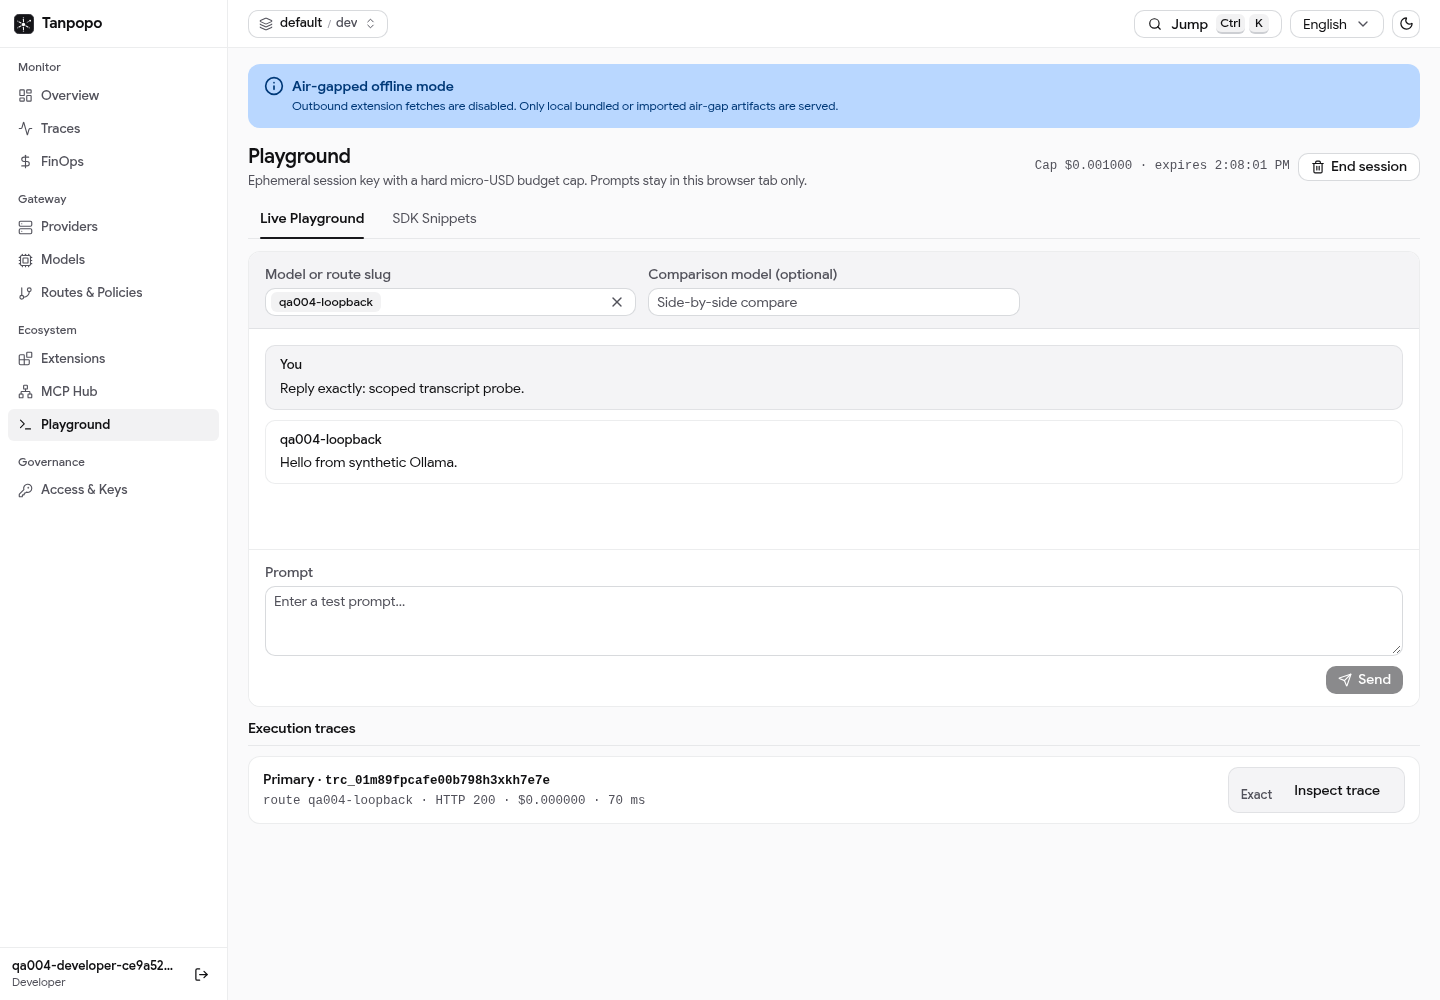 Tanpopo
default / dev
Jump Ctrl K
English
Monitor
Overview
Traces
FinOps
Gateway
Providers
Models
Routes & Policies
Ecosystem
Extensions
MCP Hub
Playground
Governance
Access & Keys
qa004-developer-ce9a52...
Developer
Air-gapped offline mode
Outbound extension fetches are disabled. Only local bundled or imported air-gap artifacts are served.
Playground
Ephemeral session key with a hard micro-USD budget cap. Prompts stay in this browser tab only.
Cap $0.001000 · expires 2:08:01 PM
End session
Live Playground
SDK Snippets
Model or route slug
qa004-loopback
Comparison model (optional)
Side-by-side compare
You
Reply exactly: scoped transcript probe.
qa004-loopback
Hello from synthetic Ollama.
Prompt
Enter a test prompt...
Send
Execution traces
Primary · trc_01m89fpcafe00b798h3xkh7e7e
route qa004-loopback · HTTP 200 · $0.000000 · 70 ms
Exact
Inspect trace